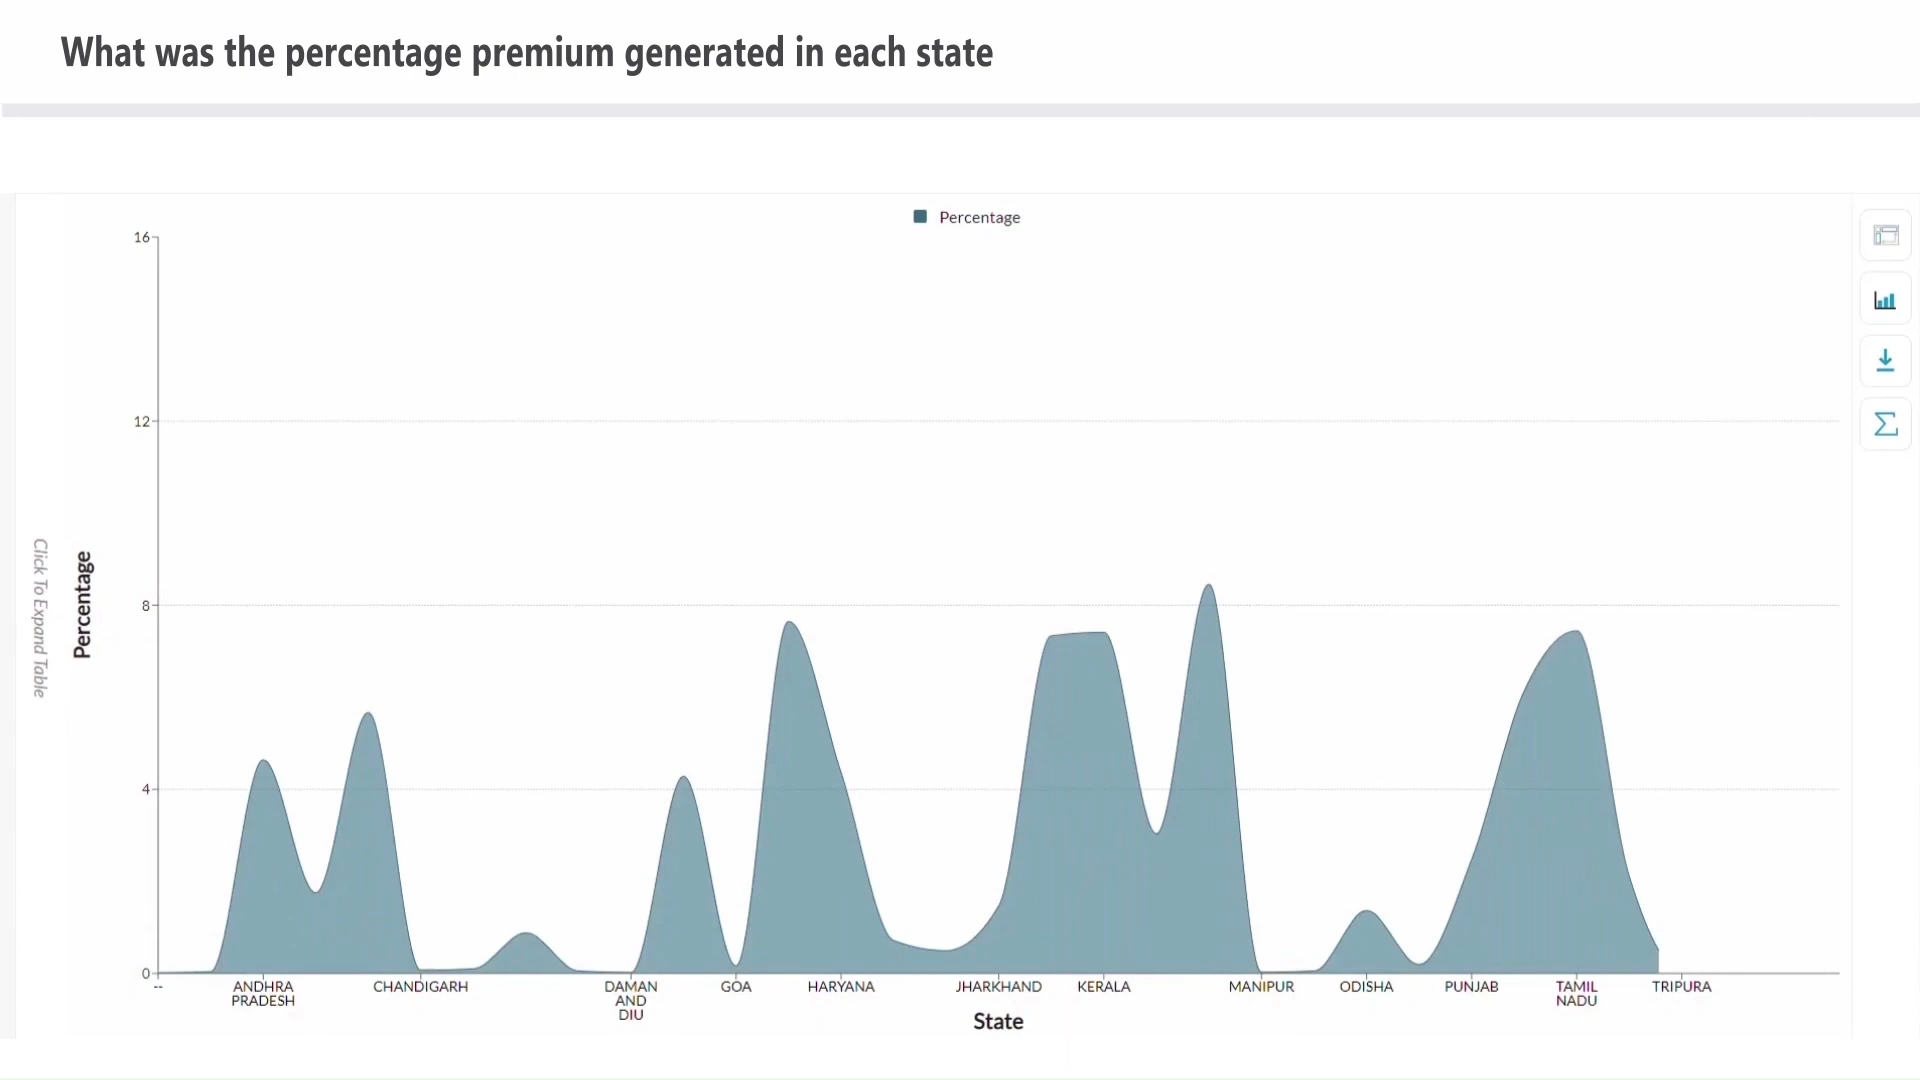 What was the percentage premium generated in each state
Percentage
16
12
8
4
0
Percentage
Click To Expand Table
--
ANDHRA
PRADESH
CHANDIGARH
DAMAN
AND
DIU
GOA
HARYANA
JHARKHAND
KERALA
MANIPUR
ODISHA
PUNJAB
TAMIL
NADU
TRIPURA
State